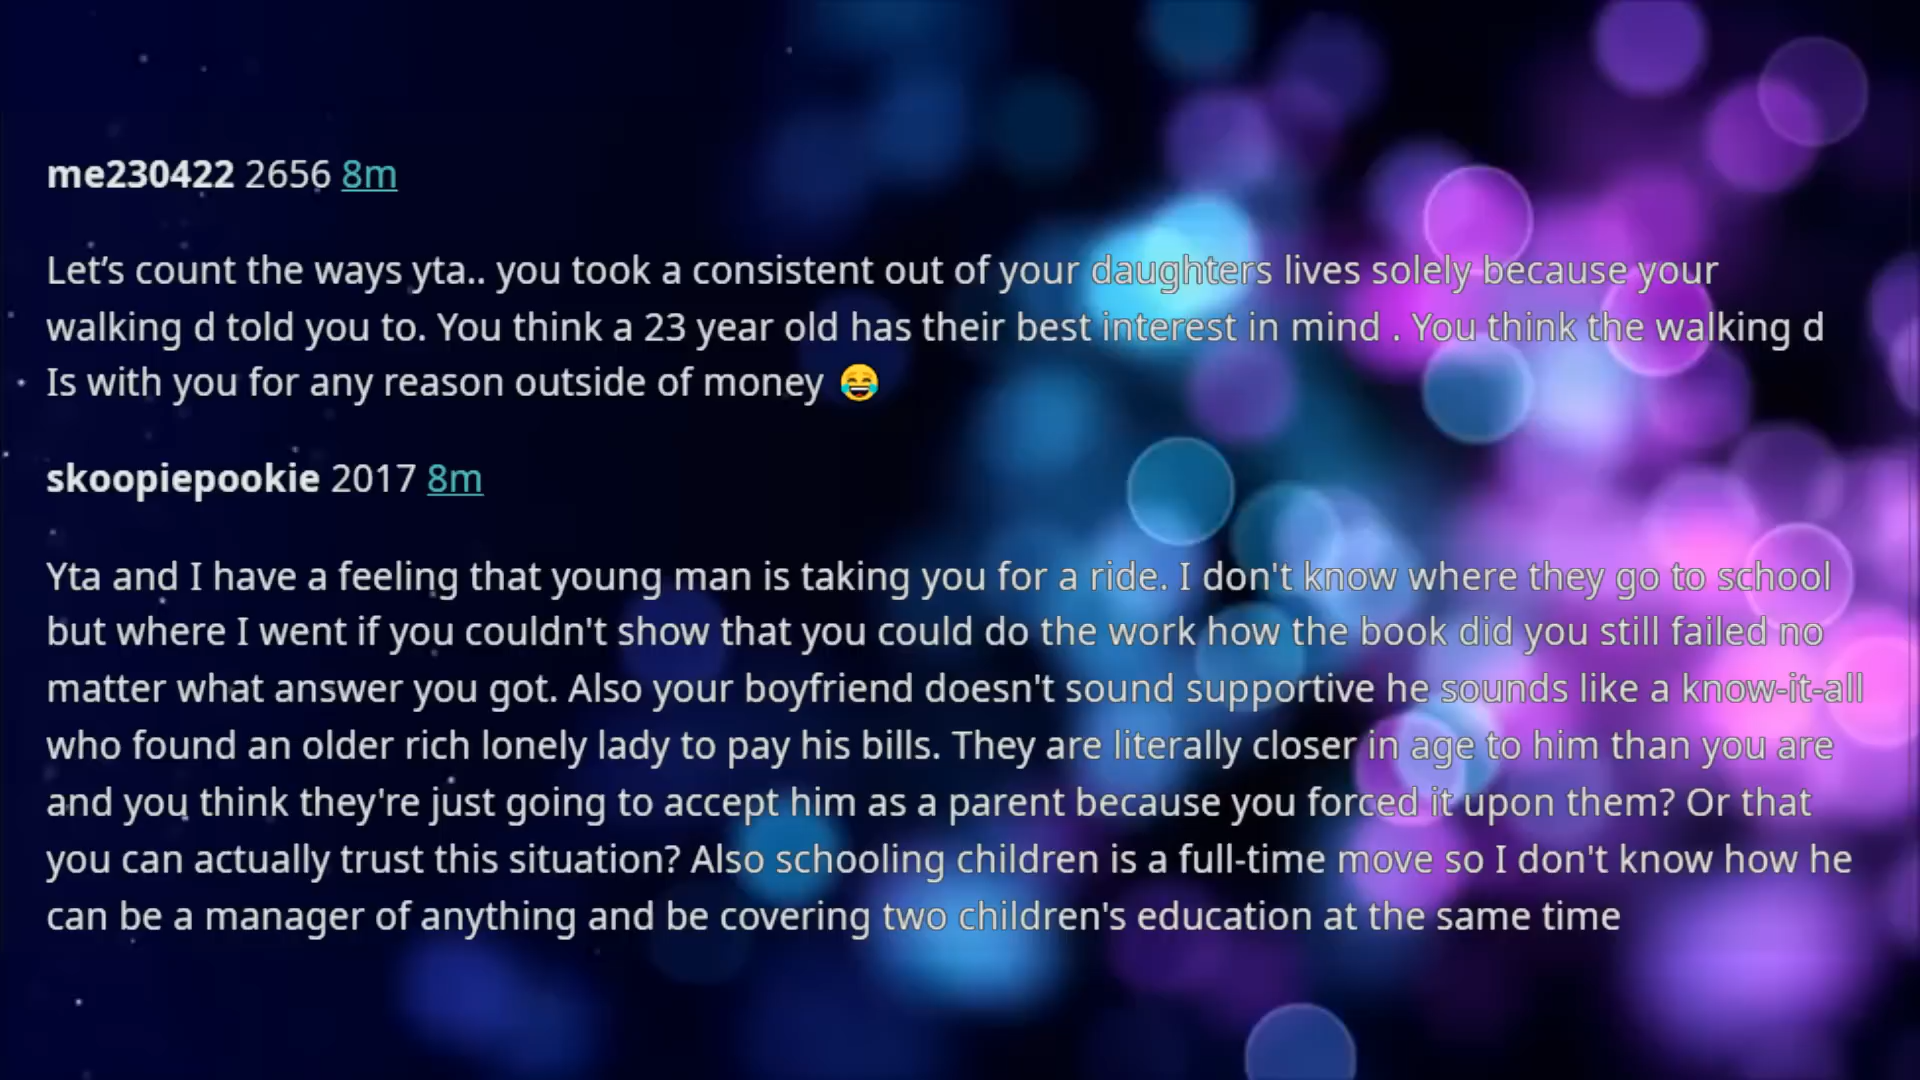 me230422 2656 8m
Let’s count the ways yta.. you took a consistent out of your daughters lives solely because your
walking d told you to. You think a 23 year old has their best interest in mind . You think the walking d
Is with you for any reason outside of money 😂
skoopiepookie 2017 8m
Yta and I have a feeling that young man is taking you for a ride. I don't know where they go to school
but where I went if you couldn't show that you could do the work how the book did you still failed no
matter what answer you got. Also your boyfriend doesn't sound supportive he sounds like a know-it-all
who found an older rich lonely lady to pay his bills. They are literally closer in age to him than you are
and you think they're just going to accept him as a parent because you forced it upon them? Or that
you can actually trust this situation? Also schooling children is a full-time move so I don't know how he
can be a manager of anything and be covering two children's education at the same time